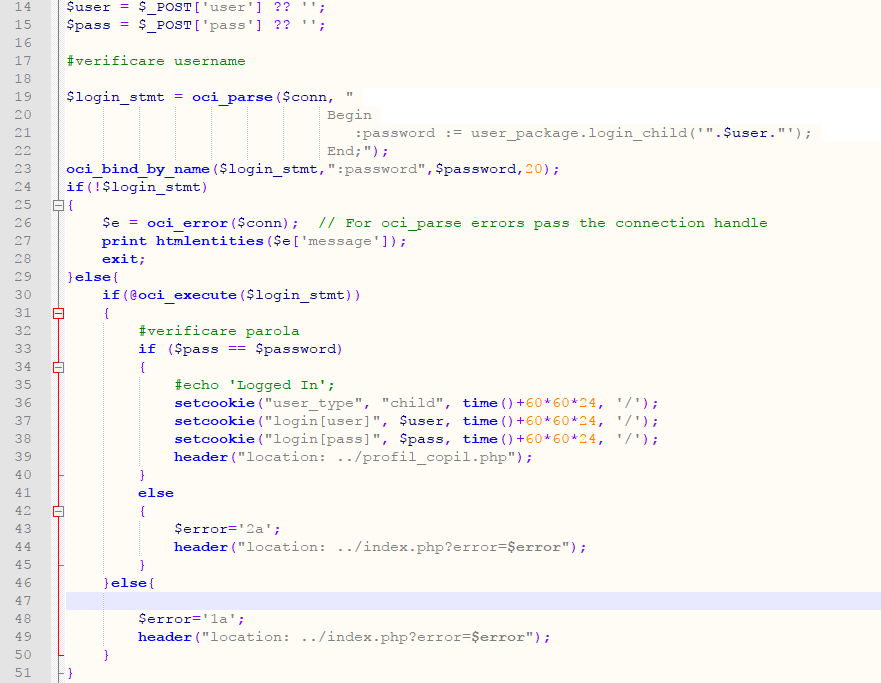 14 $user = $_POST['user'] ?? '';
15 $pass = $_POST['pass'] ?? '';
16
17 #verificare username
18
19 $login_stmt = oci_parse($conn, "
20 Begin
21 :password := user_package.login_child('".$user."');
22 End;");
23 oci_bind_by_name($login_stmt,":password",$password,20);
24 if(!$login_stmt)
25 {
26 $e = oci_error($conn); // For oci_parse errors pass the connection handle
27 print htmlentities($e['message']);
28 exit;
29 }else{
30 if(@oci_execute($login_stmt))
31 {
32 #verificare parola
33 if ($pass == $password)
34 {
35 #echo 'Logged In';
36 setcookie("user_type", "child", time()+60*60*24, '/');
37 setcookie("login[user]", $user, time()+60*60*24, '/');
38 setcookie("login[pass]", $pass, time()+60*60*24, '/');
39 header("location: ../profil_copil.php");
40 }
41 else
42 {
43 $error='2a';
44 header("location: ../index.php?error=$error");
45 }
46 }else{
47
48 $error='1a';
49 header("location: ../index.php?error=$error");
50 }
51 }